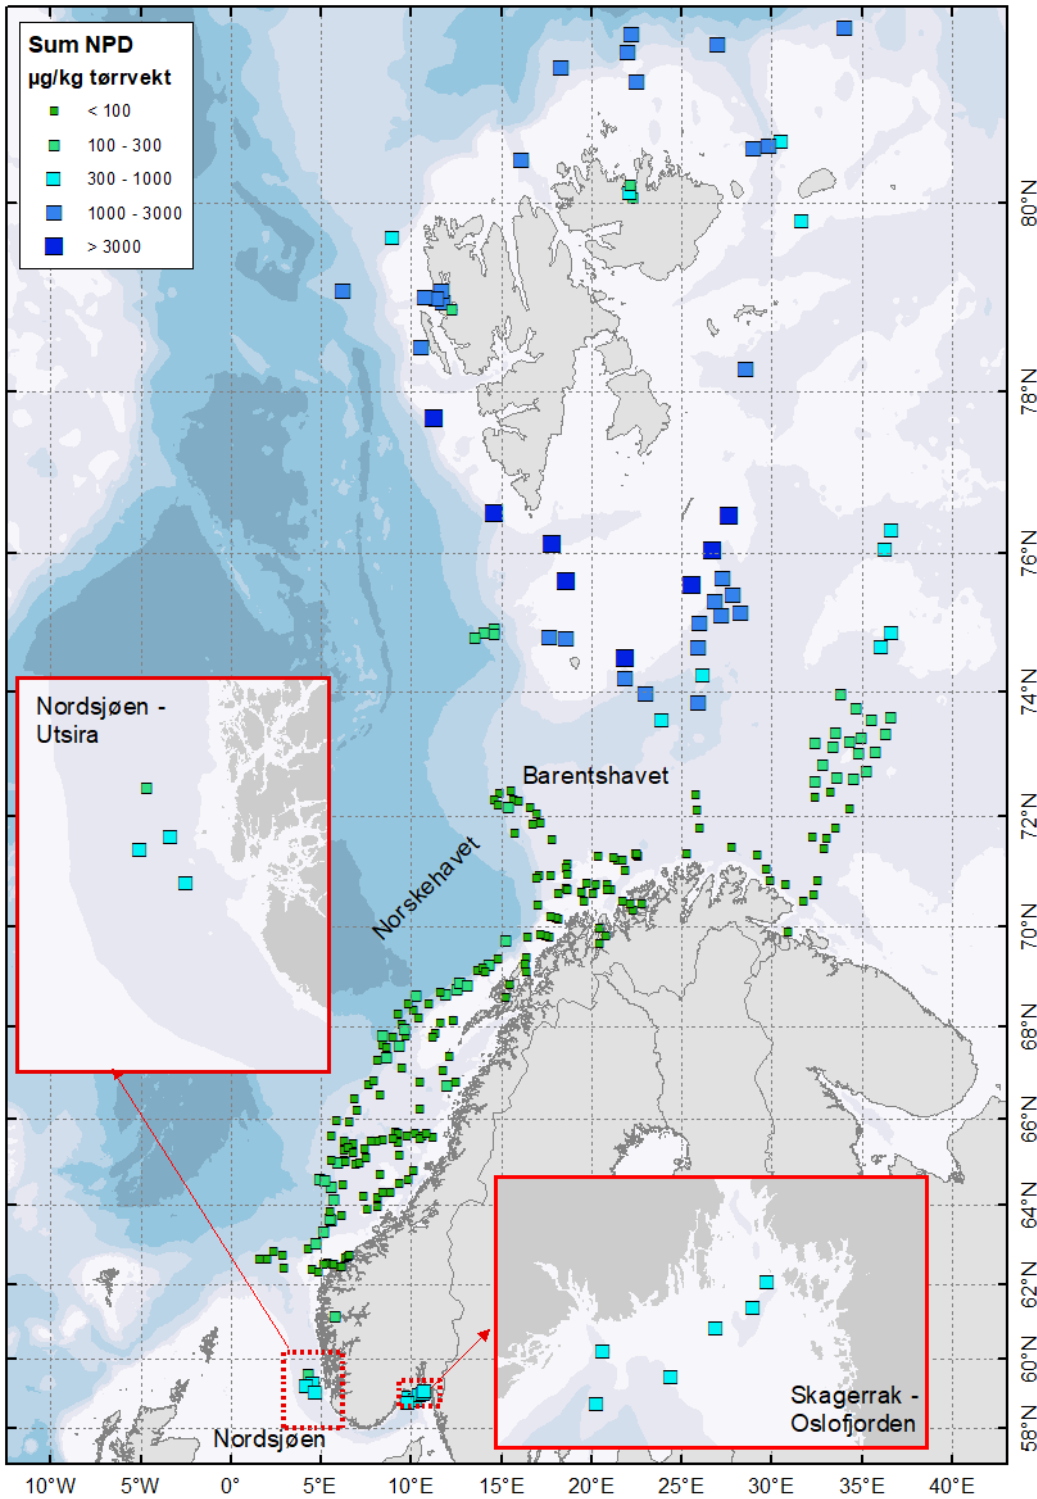 Sum NPD
µg/kg tørrvekt
< 100
100 - 300
300 - 1000
1000 - 3000
> 3000
80°N
78°N
76°N
74°N
72°N
70°N
68°N
66°N
64°N
62°N
60°N
58°N
Nordsjøen -
Utsira
Barentshavet
Norskehavet
Skagerrak -
Oslofjorden
Nordsjøen
10°W
5°W
0°
5°E
10°E
15°E
20°E
25°E
30°E
35°E
40°E